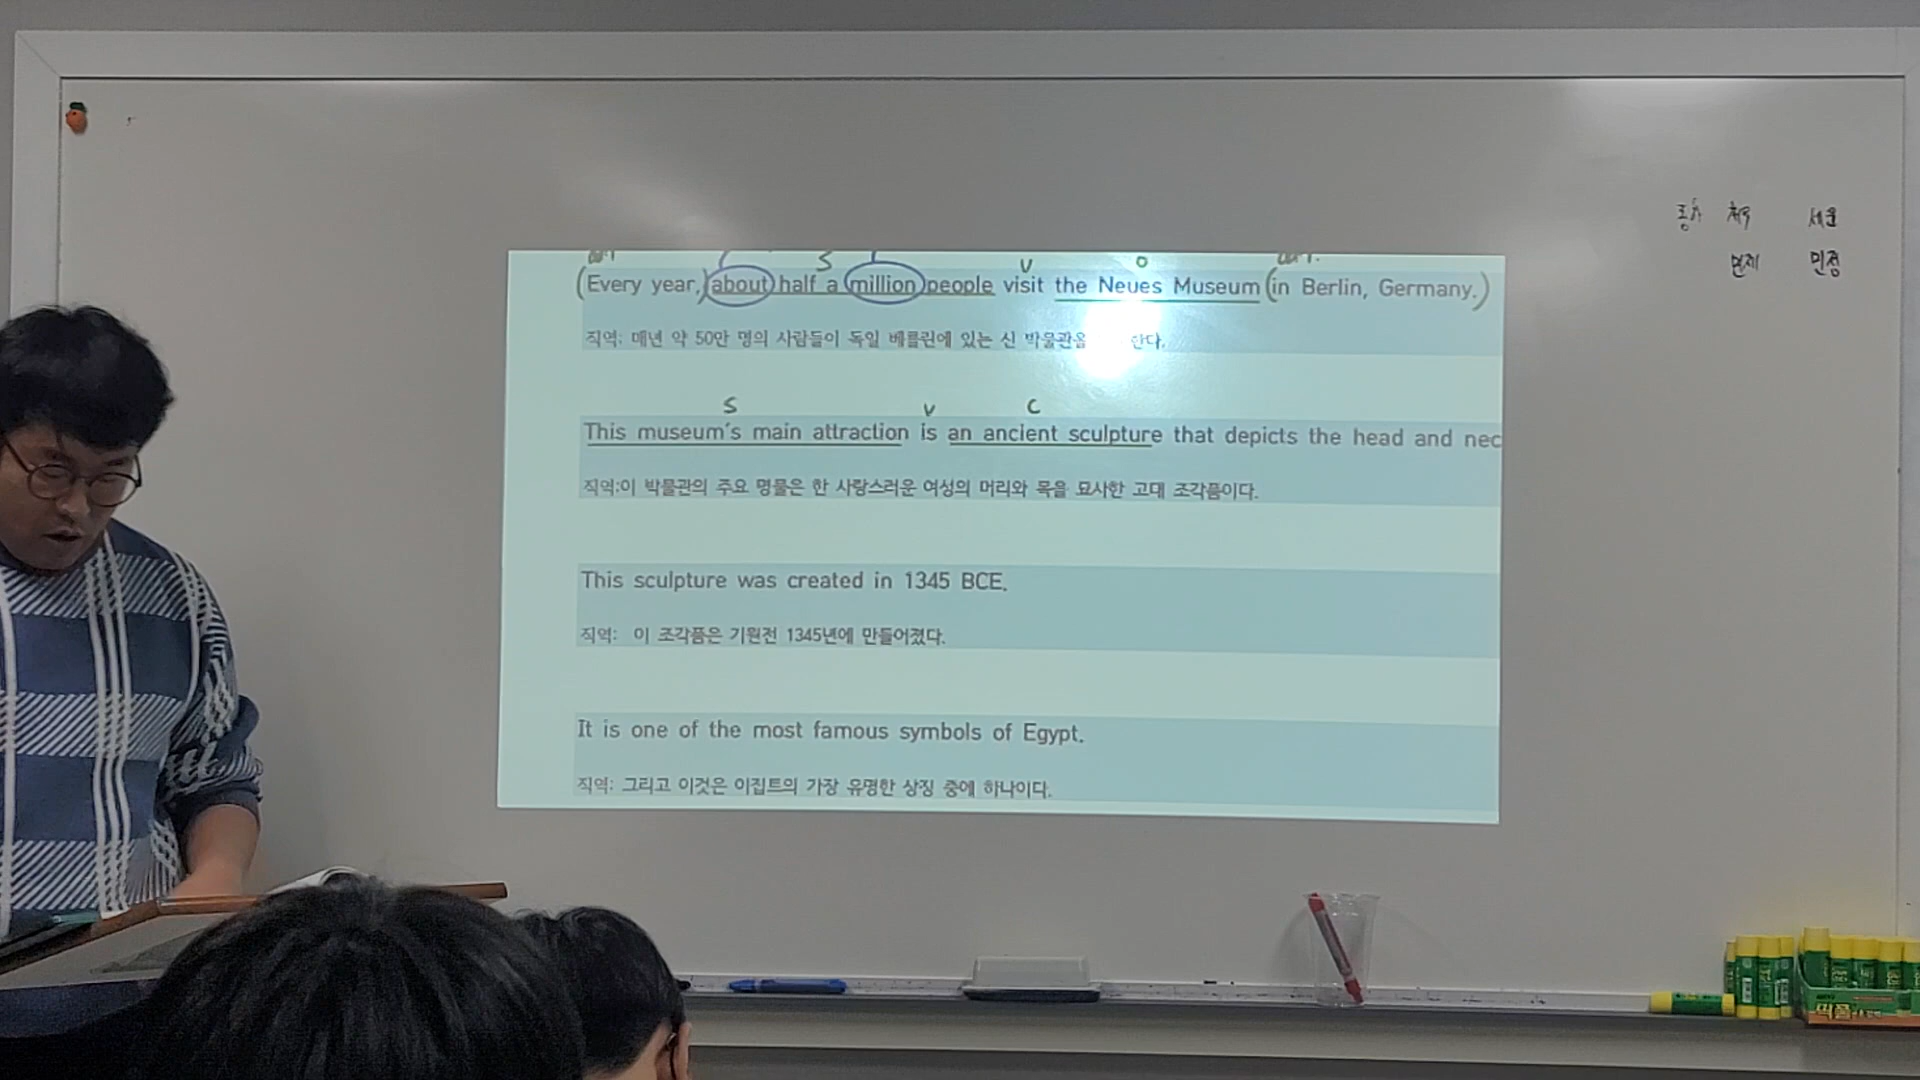 S V O
(Every year,) about half a million people visit the Neues Museum (in Berlin, Germany.)
직역: 매년 약 50만 명의 사람들이 독일 베를린에 있는 신 박물관을 한다.
S V C
This museum's main attraction is an ancient sculpture that depicts the head and nec
직역:이 박물관의 주요 명물은 한 사랑스러운 여성의 머리와 목을 묘사한 고대 조각품이다.
This sculpture was created in 1345 BCE.
직역: 이 조각품은 기원전 1345년에 만들어졌다.
It is one of the most famous symbols of Egypt.
직역: 그리고 이것은 이집트의 가장 유명한 상징 중에 하나이다.
세윤
민정
딱풀